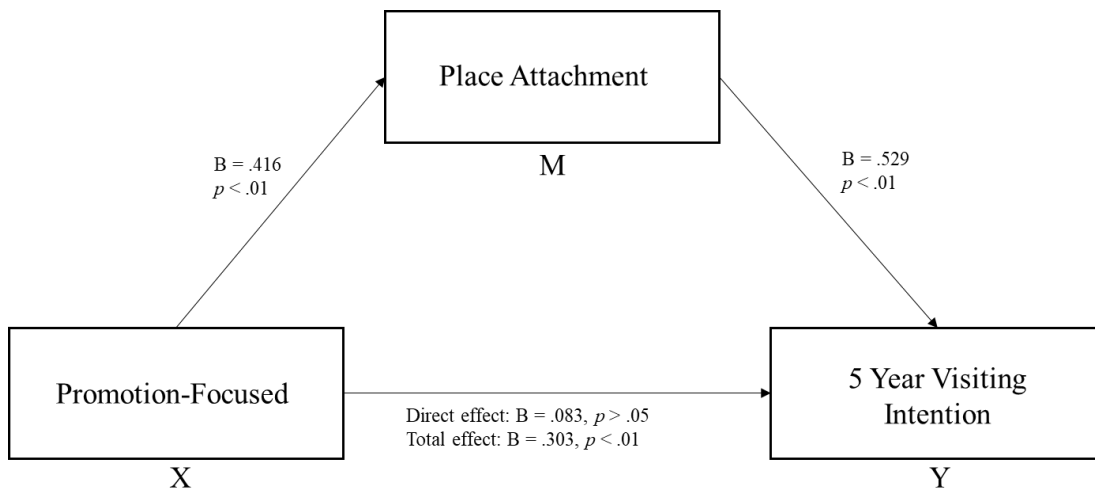 Place Attachment
M
B = .416
p < .01
B = .529
p < .01
Promotion-Focused
X
Direct effect: B = .083, p > .05
Total effect: B = .303, p < .01
5 Year Visiting
Intention
Y